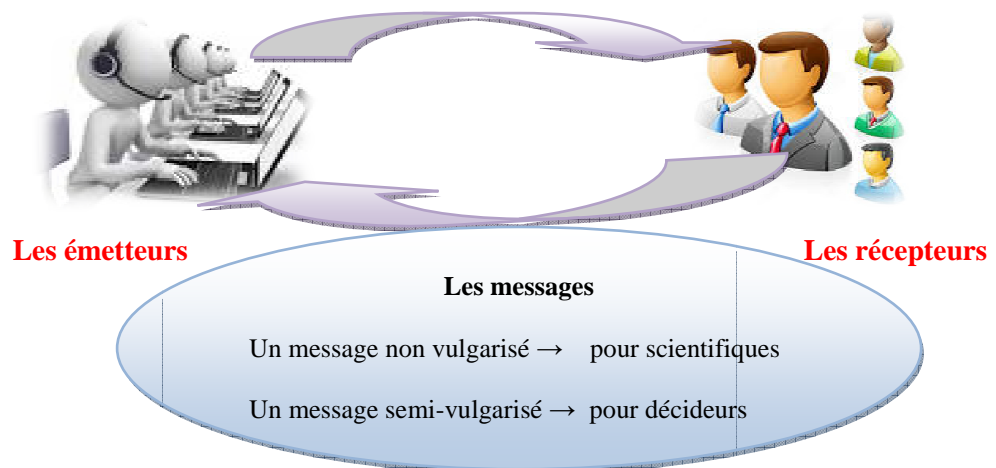 Les émetteurs
Les récepteurs
Les messages
Un message non vulgarisé → pour scientifiques
Un message semi-vulgarisé → pour décideurs